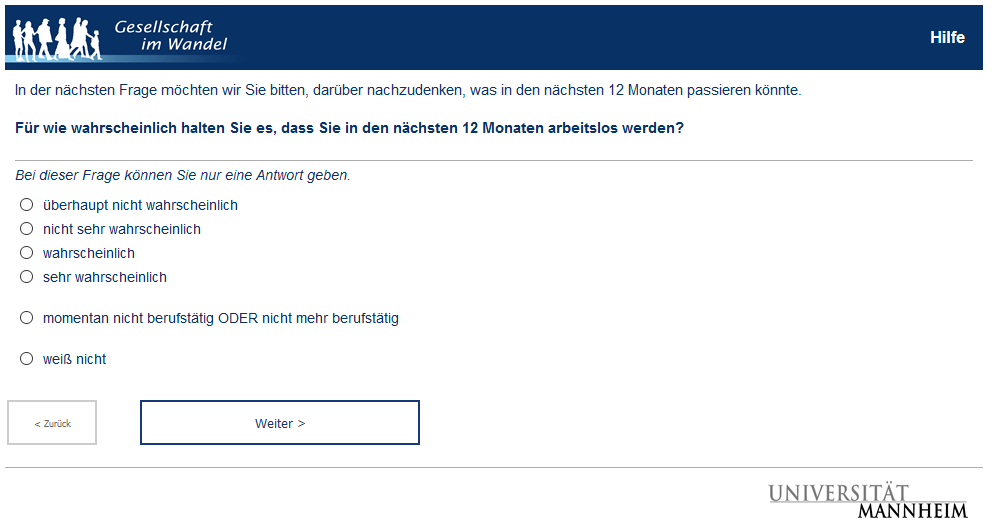 Gesellschaft
im Wandel
Hilfe
In der nächsten Frage möchten wir Sie bitten, darüber nachzudenken, was in den nächsten 12 Monaten passieren könnte.
Für wie wahrscheinlich halten Sie es, dass Sie in den nächsten 12 Monaten arbeitslos werden?
Bei dieser Frage können Sie nur eine Antwort geben.
überhaupt nicht wahrscheinlich
nicht sehr wahrscheinlich
wahrscheinlich
sehr wahrscheinlich
momentan nicht berufstätig ODER nicht mehr berufstätig
weiß nicht
< Zurück
Weiter >
UNIVERSITÄT
MANNHEIM